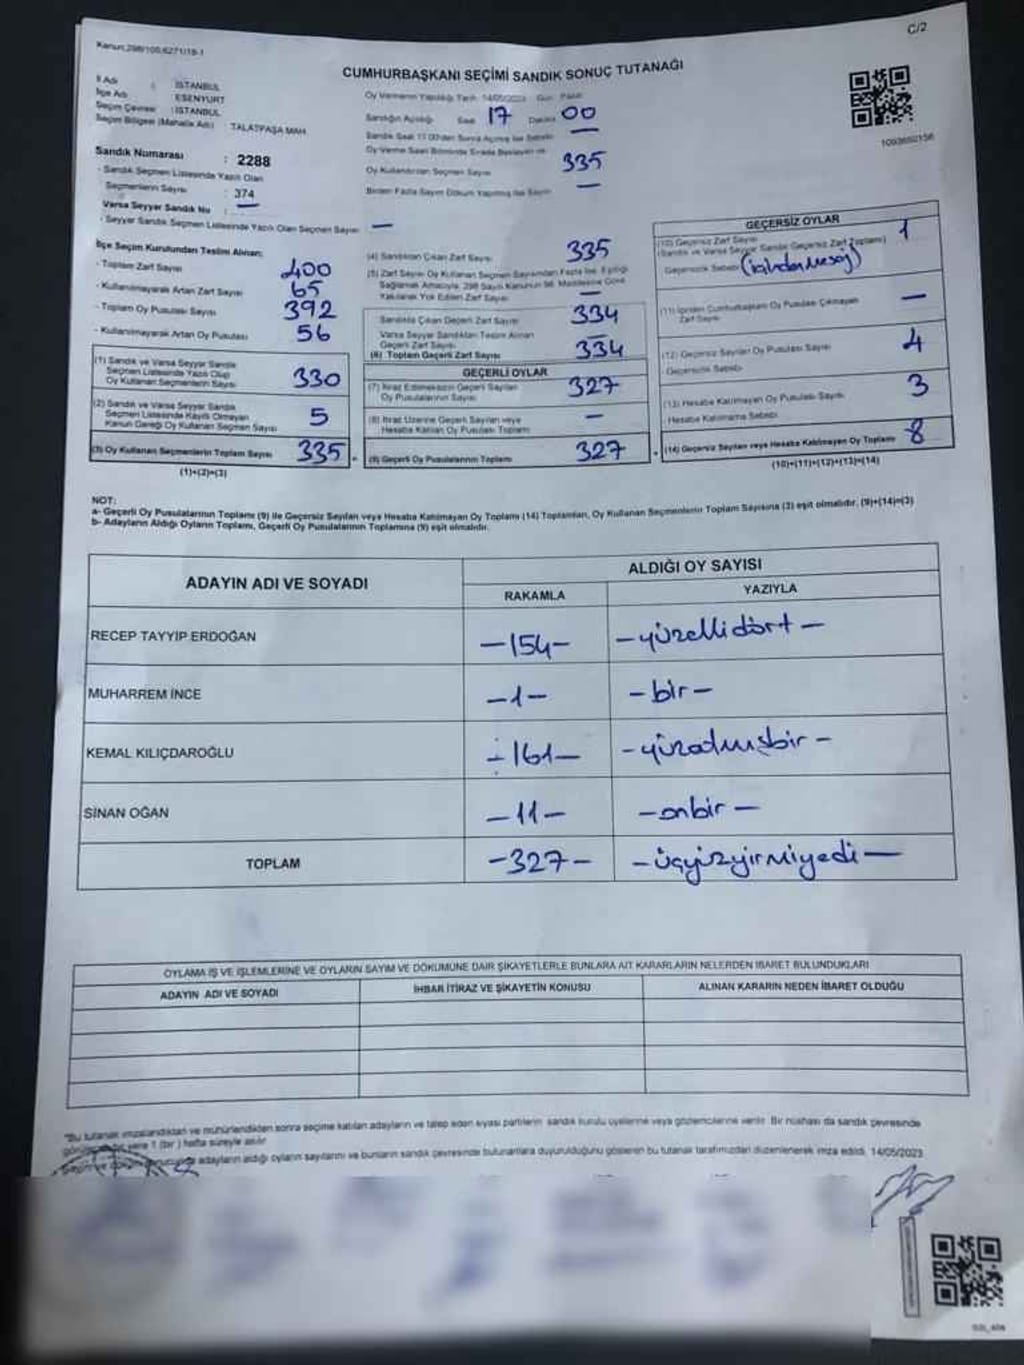 C/2
Kanun:298/105,6271/18-1
CUMHURBAŞKANI SEÇİMİ SANDIK SONUÇ TUTANAĞI
İl Adı : İSTANBUL
İlçe Adı : ESENYURT
Seçim Çevresi : İSTANBUL
Seçim Bölgesi (Mahalle Adı) : TALATPAŞA MAH.
Sandık Numarası : 2288
- Sandık Seçmen Listesinde Yazılı Olan
Seçmenlerin Sayısı : 374
Varsa Seyyar Sandık No : —
- Seyyar Sandık Seçmen Listesinde Yazılı Olan Seçmen Sayısı —
Oy Vermenin Yapıldığı Tarih 14/05/2023 Gün Pazar
Sandığın Açıldığı Saat 17 Dakika 00
Sandık Saat 17.00'den Sonra Açılmış İse Sebebi —
Oy Verme Saati Bitiminde Sırada Bekleyen ve
Oy Kullandırılan Seçmen Sayısı 335
Birden Fazla Sayım Döküm Yapılmış İse Sayısı —
1093692136
İlçe Seçim Kurulundan Teslim Alınan;
- Toplam Zarf Sayısı 400
- Kullanılmayarak Artan Zarf Sayısı 65
- Toplam Oy Pusulası 392
- Kullanılmayarak Artan Oy Pusulası 56
(1) Sandık ve Varsa Seyyar Sandık
Seçmen Listesinde Yazılı Olup
Oy Kullanan Seçmenlerin Sayısı 330
(2) Sandık ve Varsa Seyyar Sandık
Seçmen Listesinde Kayıtlı Olmayan
Kanun Gereği Oy Kullanan Seçmen Sayısı 5
(3) Oy Kullanan Seçmenlerin Toplam Sayısı 335
(1)+(2)=(3)
(4) Sandıktan Çıkan Zarf Sayısı 335
(5) Zarf Sayısı Oy Kullanan Seçmen Sayısından Fazla İse, Eşitliği
Sağlamak Amacıyla, 298 Sayılı Kanunun 98. Maddesine Göre
Yakılarak Yok Edilen Zarf Sayısı —
Sandıkta Çıkan Geçerli Zarf Sayısı 334
Varsa Seyyar Sandıktan Teslim Alınan
Geçerli Zarf Sayısı
(6) Toplam Geçerli Zarf Sayısı 334
GEÇERLİ OYLAR
(7) İtiraz Edilmeksizin Geçerli Sayılan
Oy Pusulalarının Sayısı 327
(8) İtiraz Üzerine Geçerli Sayılan veya
Hesaba Katılan Oy Pusulası Toplamı —
(9) Geçerli Oy Pusulalarının Toplamı 327
GEÇERSİZ OYLAR
(10) Geçersiz Zarf Sayısı 1
(Sandık ve Varsa Seyyar Sandık Geçersiz Zarf Toplamı)
Geçersizlik Sebebi
(11) İçinden Cumhurbaşkanı Oy Pusulası Çıkmayan
Zarf Sayısı —
(12) Geçersiz Sayılan Oy Pusulası Sayısı 4
Geçersizlik Sebebi
(13) Hesaba Katılmayan Oy Pusulası Sayısı 3
Hesaba Katılmama Sebebi
(14) Geçersiz Sayılan veya Hesaba Katılmayan Oy Toplamı 8
(10)+(11)+(12)+(13)=(14)
NOT:
a- Geçerli Oy Pusulalarının Toplamı (9) ile Geçersiz Sayılan veya Hesaba Katılmayan Oy Toplamı (14) Toplamları, Oy Kullanan Seçmenlerin Toplam Sayısına (3) eşit olmalıdır. (9)+(14)=(3)
b- Adayların Aldığı Oyların Toplamı, Geçerli Oy Pusulalarının Toplamına (9) eşit olmalıdır.
ADAYIN ADI VE SOYADI
ALDIĞI OY SAYISI
RAKAMLA YAZIYLA
RECEP TAYYİP ERDOĞAN -154- -yüzellidört-
MUHARREM İNCE -1- -bir-
KEMAL KILIÇDAROĞLU -161- -yüzatmışbir-
SİNAN OĞAN -11- -onbir-
TOPLAM -327- -üçyüzyirmiyedi-
OYLAMA İŞ VE İŞLEMLERİNE VE OYLARIN SAYIM VE DÖKÜMÜNE DAİR ŞİKAYETLERLE BUNLARA AİT KARARLARIN NELERDEN İBARET BULUNDUKLARI
ADAYIN ADI VE SOYADI İHBAR İTİRAZ VE ŞİKAYETİN KONUSU ALINAN KARARIN NEDEN İBARET OLDUĞU
"Bu tutanak imzalandıktan ve mühürlendikten sonra seçime katılan adayların ve talep eden siyasi partilerin sandık kurulu üyelerine veya gözlemcilerine verilir. Bir nüshası da sandık çevresinde
bir yere 1 (bir) hafta süreyle asılır.
adayların aldığı oyların sayılarını ve bunların sandık çevresinde bulunanlara duyurulduğunu gösteren bu tutanak tarafımızdan düzenlenerek imza edildi. 14/05/2023